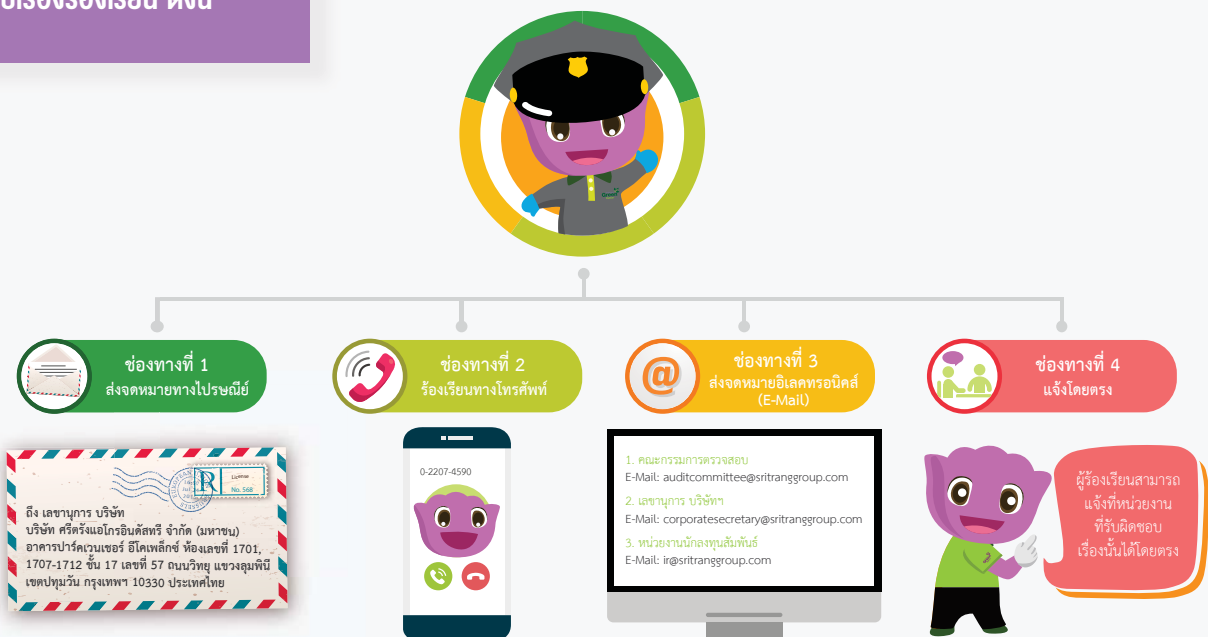 ช่องทางที่ 1
ส่งจดหมายทางไปรษณีย์
ช่องทางที่ 2
ร้องเรียนทางโทรศัพท์
ช่องทางที่ 3
ส่งจดหมายอิเลคทรอนิคส์
(E-Mail)
ช่องทางที่ 4
แจ้งโดยตรง
R
License
No. 568
ถึง เลขานุการ บริษัท
บริษัท ศรีตรังแอโกรอินดัสทรี จำกัด (มหาชน)
อาคารปาร์คเวนเชอร์ อีโคเพล็กซ์ ห้องเลขที่ 1701,
1707-1712 ชั้น 17 เลขที่ 57 ถนนวิทยุ แขวงลุมพินี
เขตปทุมวัน กรุงเทพฯ 10330 ประเทศไทย
0-2207-4590
1. คณะกรรมการตรวจสอบ
E-Mail: auditcommittee@sritranggroup.com
2. เลขานุการ บริษัทฯ
E-Mail: corporatesecretary@sritranggroup.com
3. หน่วยงานนักลงทุนสัมพันธ์
E-Mail: ir@sritranggroup.com
ผู้ร้องเรียนสามารถ
แจ้งที่หน่วยงาน
ที่รับผิดชอบ
เรื่องนั้นได้โดยตรง